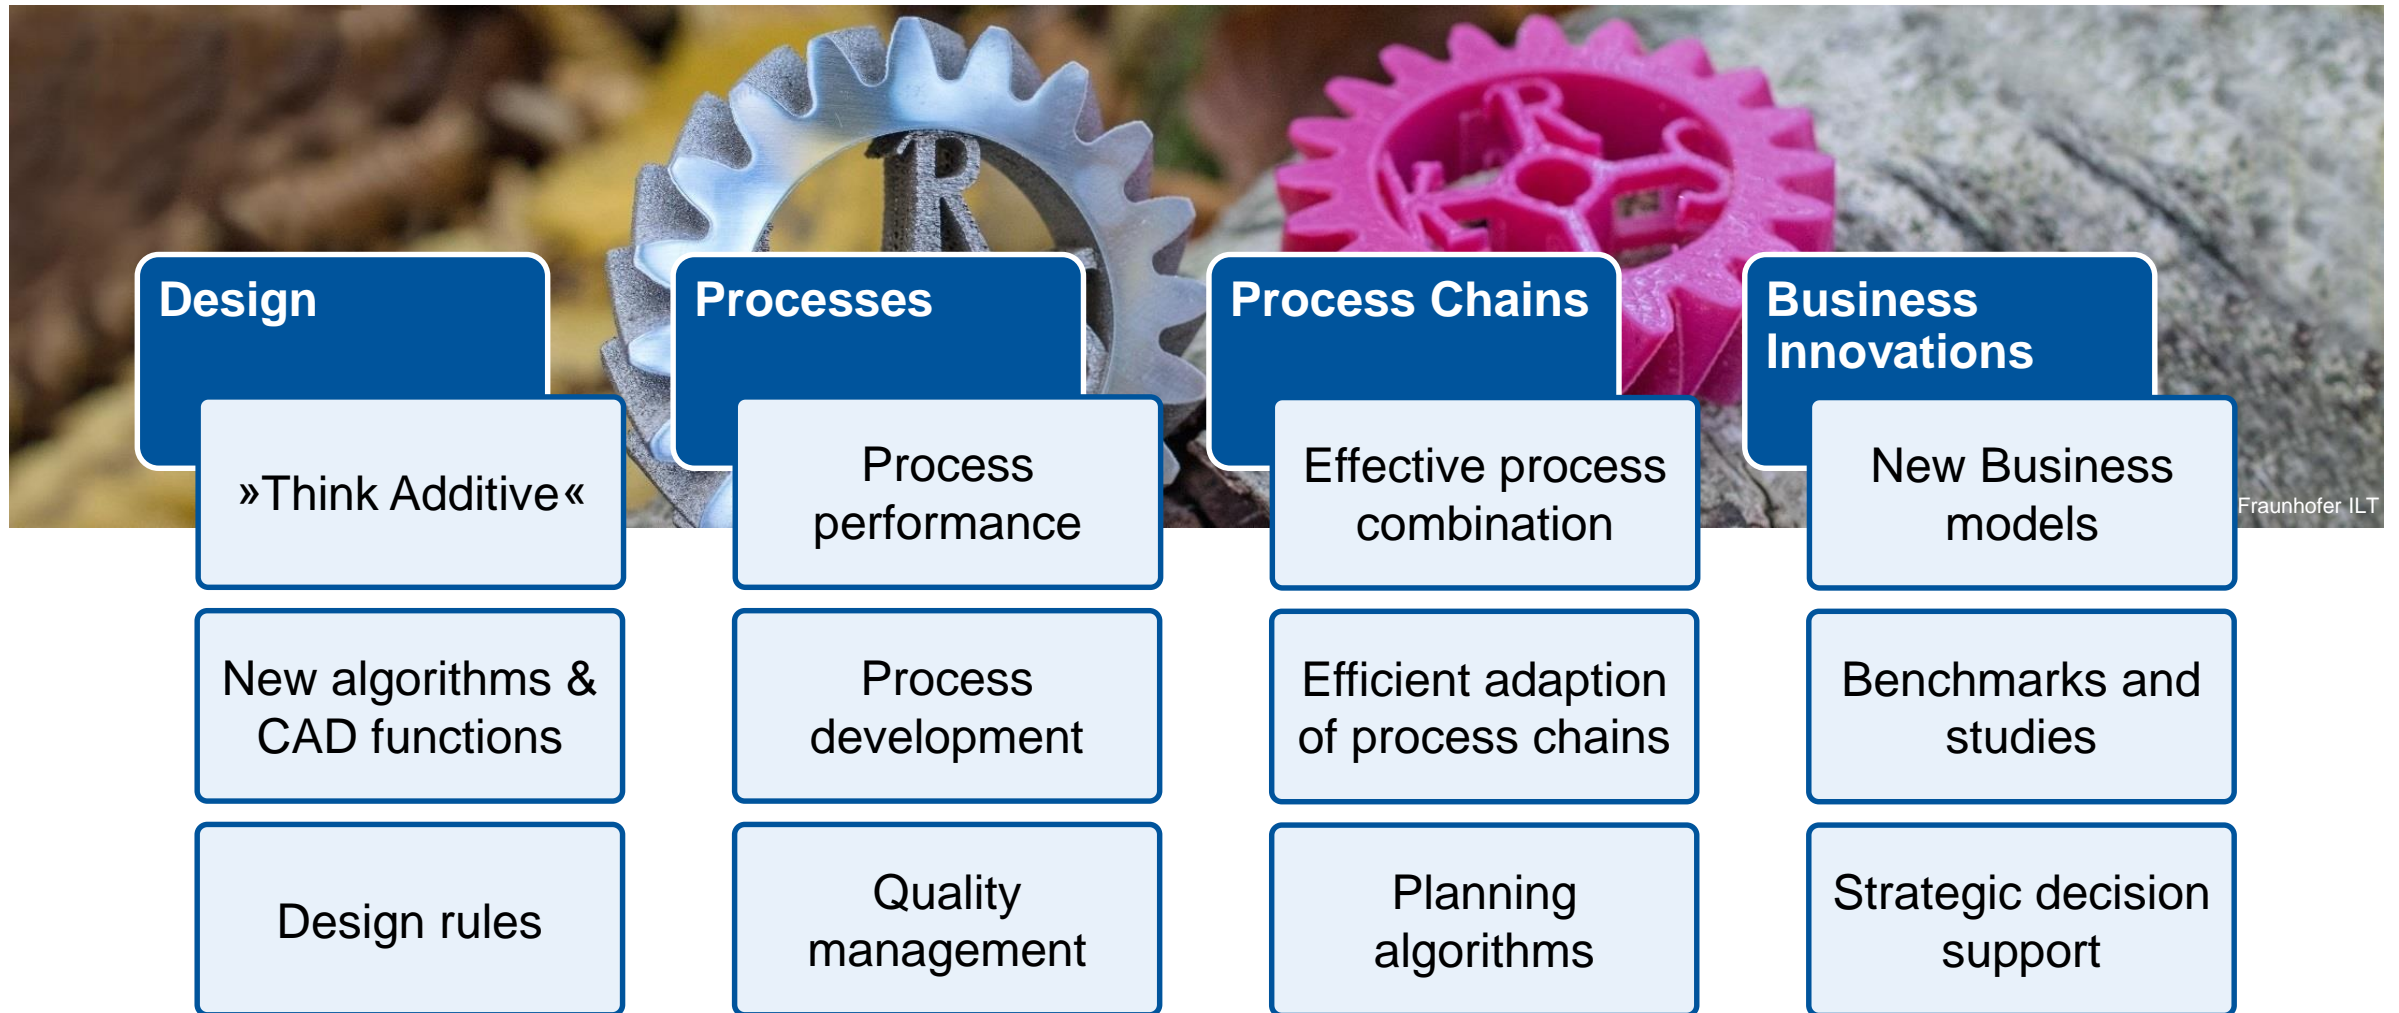 Design
»Think Additive«
New algorithms &
CAD functions
Design rules
Processes
Process
performance
Process
development
Quality
management
Process Chains
Effective process
combination
Efficient adaption
of process chains
Planning
algorithms
Business
Innovations
New Business
models
Benchmarks and
studies
Strategic decision
support
Fraunhofer ILT
R
R